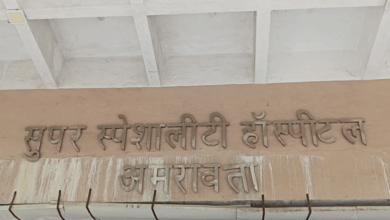 सुपर स्पेशालीटी हॉस्पीटल
अमरावती